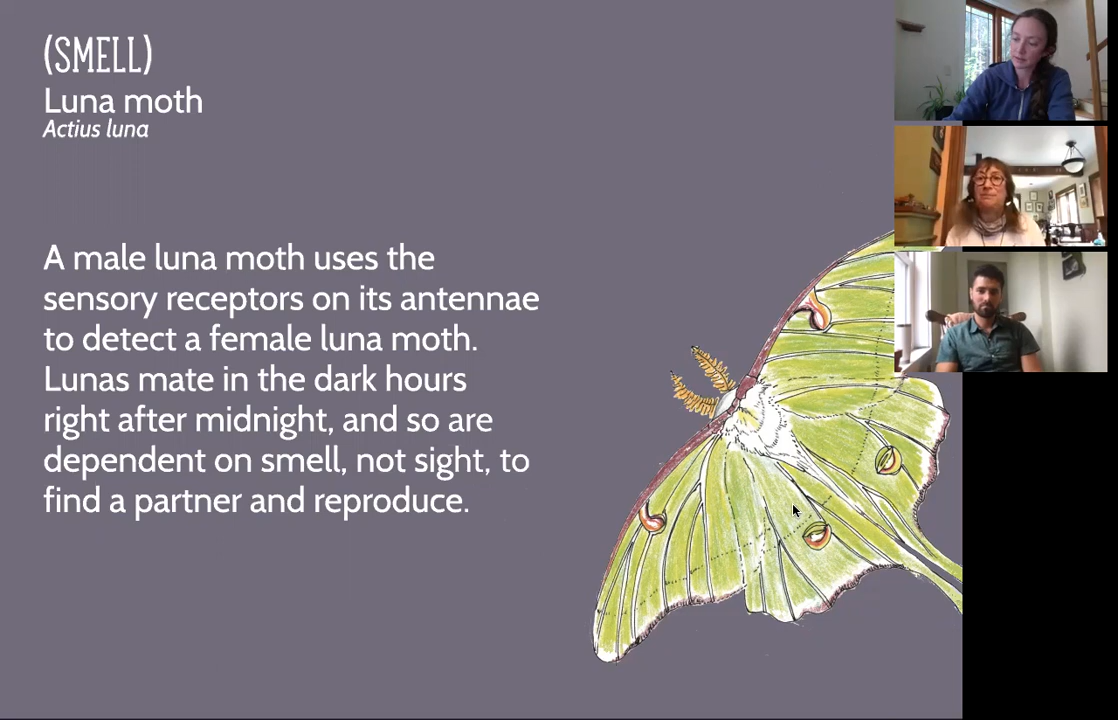 (SMELL)
Luna moth
Actius luna
A male luna moth uses the
sensory receptors on its antennae
to detect a female luna moth.
Lunas mate in the dark hours
right after midnight, and so are
dependent on smell, not sight, to
find a partner and reproduce.